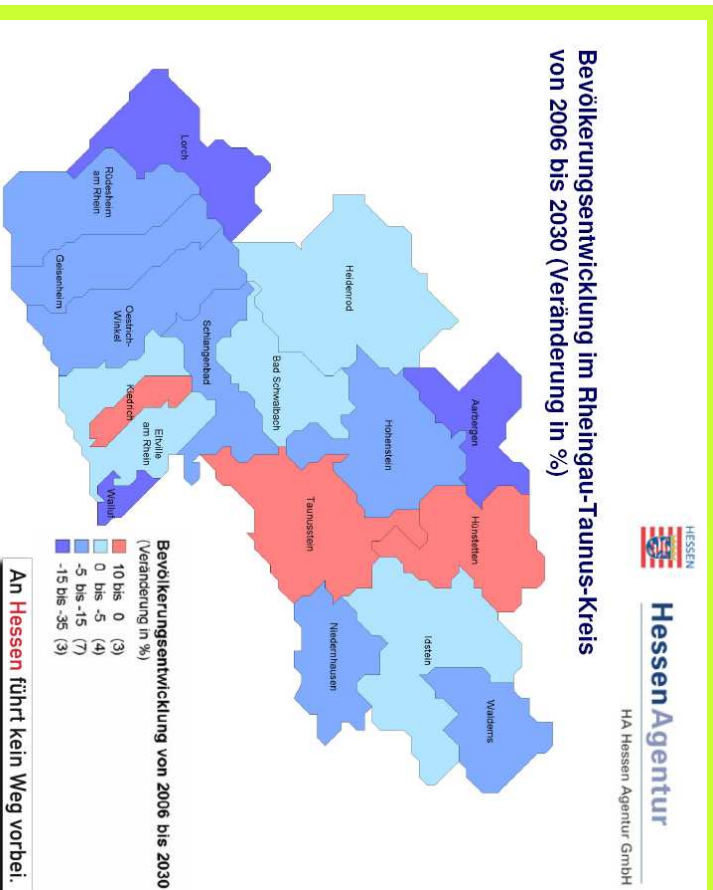 HESSEN
HessenAgentur
HA Hessen Agentur GmbH
Bevölkerungsentwicklung im Rheingau-Taunus-Kreis
von 2006 bis 2030 (Veränderung in %)
Aarbergen
Hünstetten
Waldems
Idstein
Heidenrod
Hohenstein
Taunusstein
Niedernhausen
Bad Schwalbach
Lorch
Schlangenbad
Rüdesheim
am Rhein
Geisenheim
Oestrich-
Winkel
Kiedrich
Eltville
am Rhein
Walluf
Bevölkerungsentwicklung von 2006 bis 2030
(Veränderung in %)
10 bis 0 (3)
0 bis -5 (4)
-5 bis -15 (7)
-15 bis -35 (3)
An Hessen führt kein Weg vorbei.